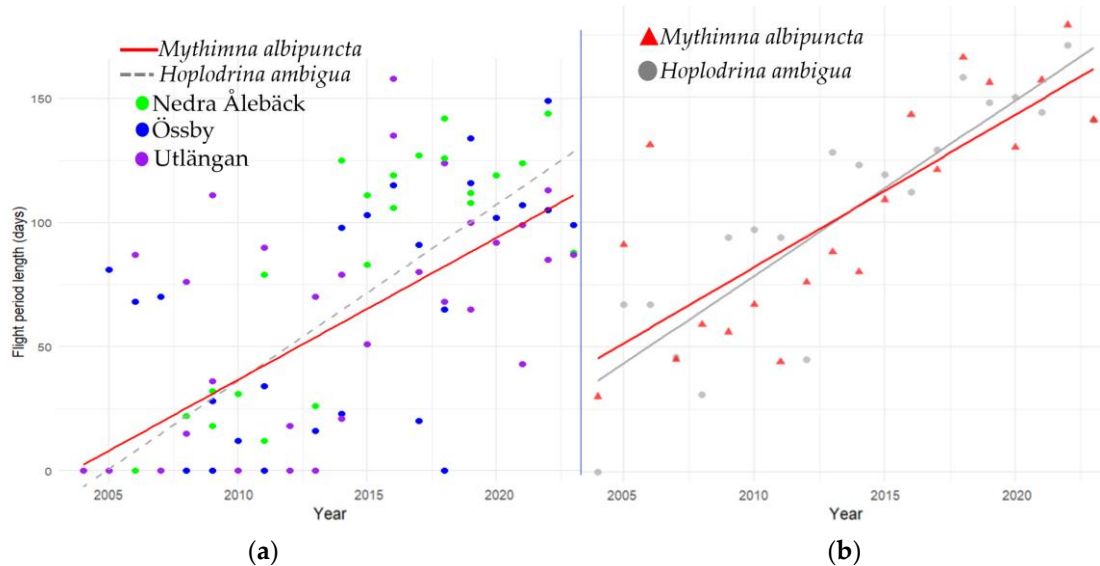 Mythimna albipuncta
Hoplodrina ambigua
Nedra Ålebäck
Össby
Utlängan
Flight period length (days)
150
100
50
0
2005
2010
2015
2020
Year
(a)
Mythimna albipuncta
Hoplodrina ambigua
2005
2010
2015
2020
Year
(b)